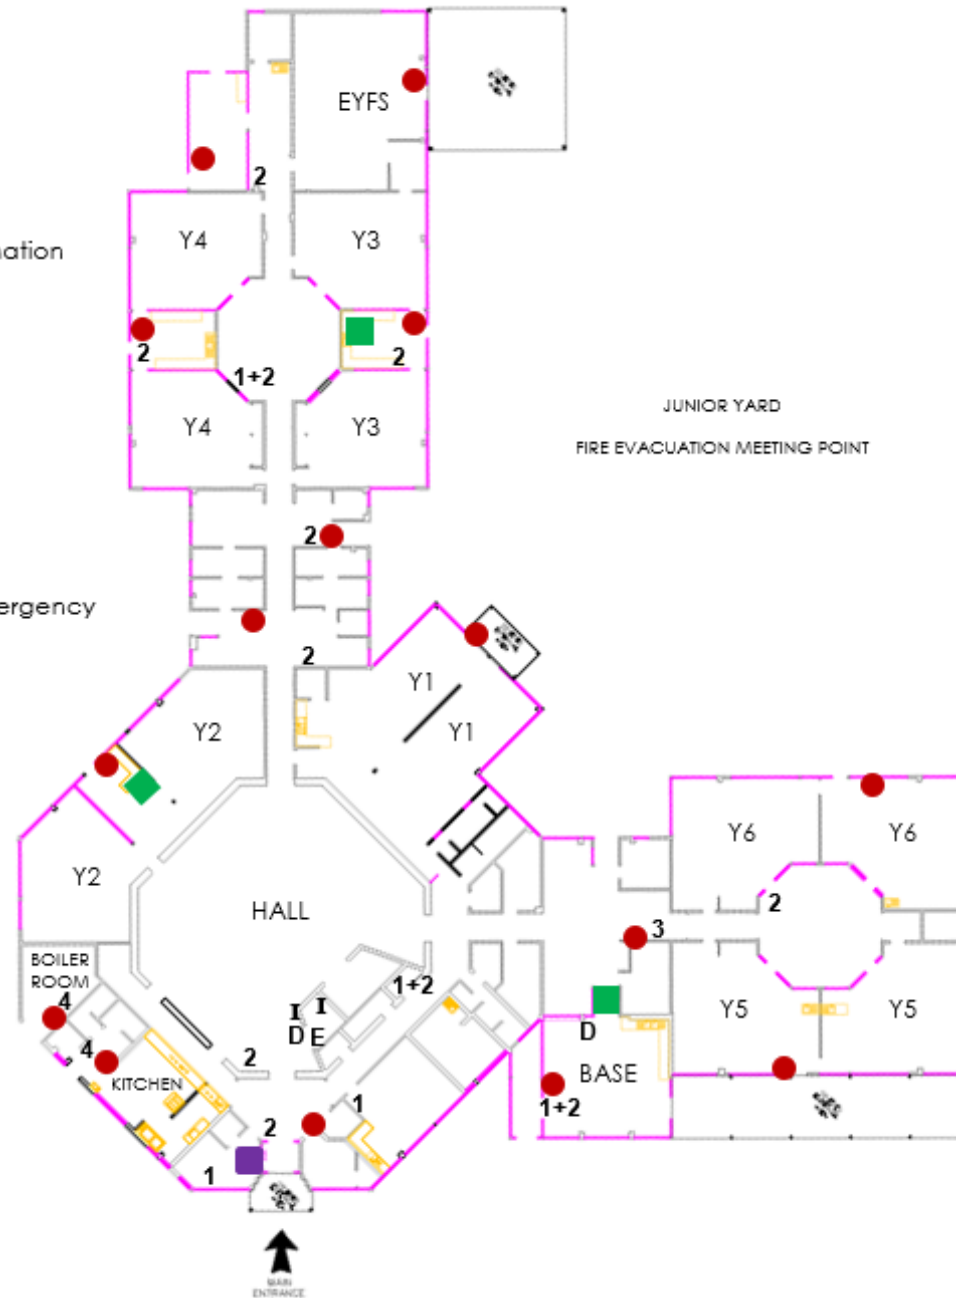 EYFS
2
Y4
Y3
ation
2
2
1+2
Y4
Y3
JUNIOR YARD
FIRE EVACUATION MEETING POINT
2
ergency
2
Y1
Y2
Y1
Y6
Y6
Y2
HALL
2
3
BOILER
ROOM
1+2
4
I
I
D
E
Y5
Y5
D
4
2
KITCHEN
BASE
1
1+2
2
1
MAIN
ENTRANCE